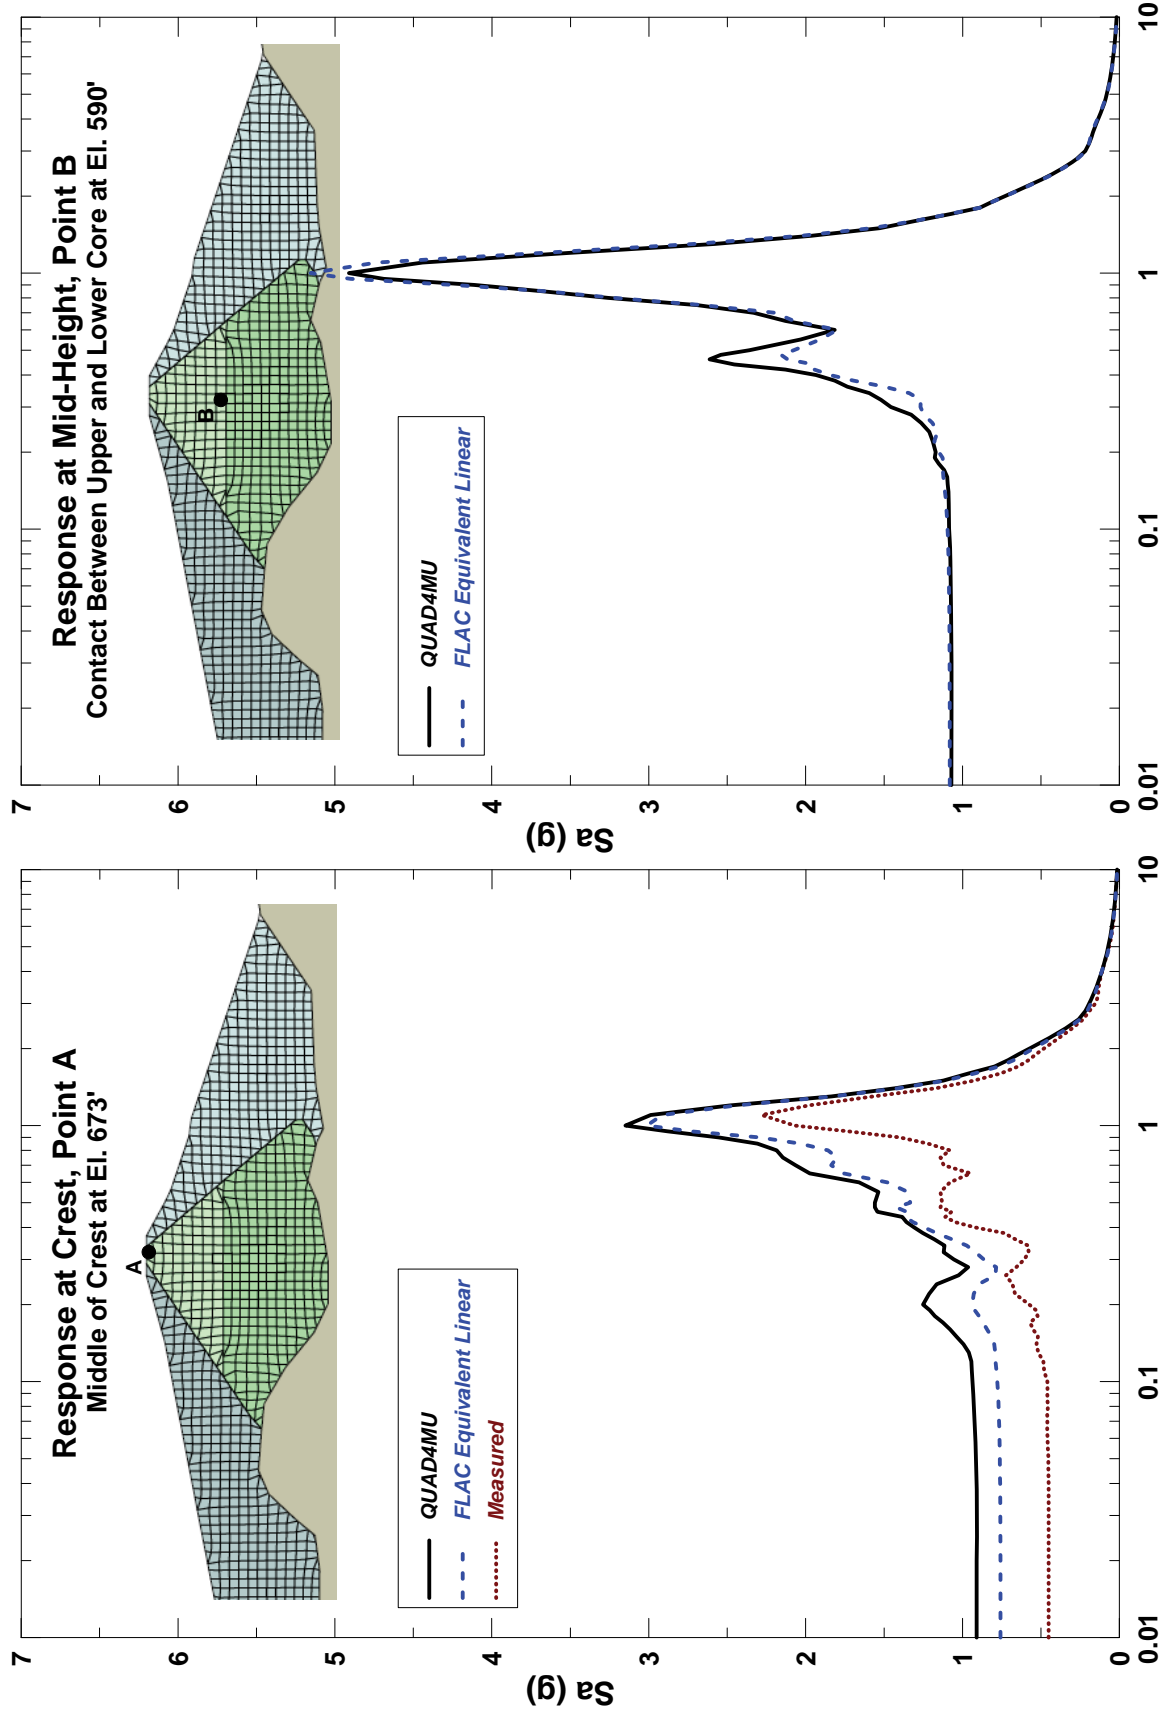 Response at Crest, Point A
Middle of Crest at El. 673'
A
QUAD4MU
FLAC Equivalent Linear
Measured
Sa (g)
7
6
5
4
3
2
1
0
0.01
0.1
1
10
Response at Mid-Height, Point B
Contact Between Upper and Lower Core at El. 590'
B
QUAD4MU
FLAC Equivalent Linear
Sa (g)
7
6
5
4
3
2
1
0
0.01
0.1
1
10